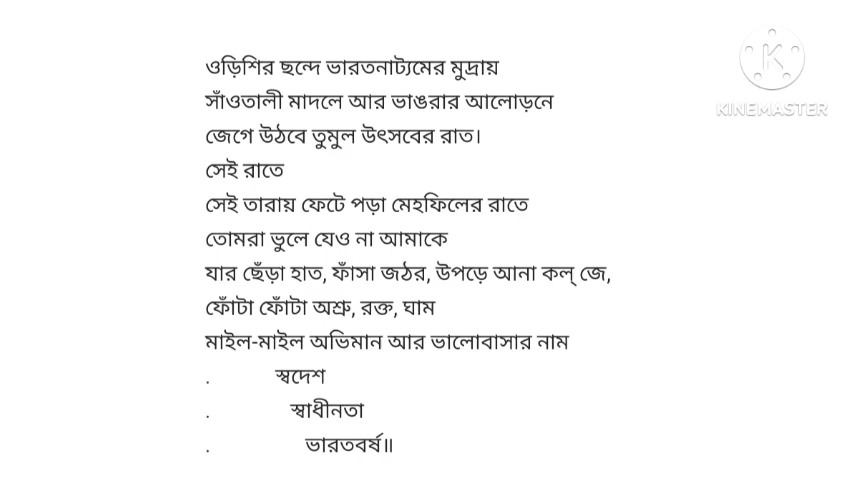 ওড়িশির ছন্দে ভারতনাট্যমের মুদ্রায়
সাঁওতালী মাদলে আর ভাঙরার আলোড়নে
জেগে উঠবে তুমুল উৎসবের রাত।
সেই রাতে
সেই তারায় ফেটে পড়া মেহফিলের রাতে
তোমরা ভুলে যেও না আমাকে
যার ছেঁড়া হাত, ফাঁসা জঠর, উপড়ে আনা কল্ জে,
ফোঁটা ফোঁটা অশ্রু, রক্ত, ঘাম
মাইল-মাইল অভিমান আর ভালোবাসার নাম
. স্বদেশ
. স্বাধীনতা
. ভারতবর্ষ॥
KINEMASTER